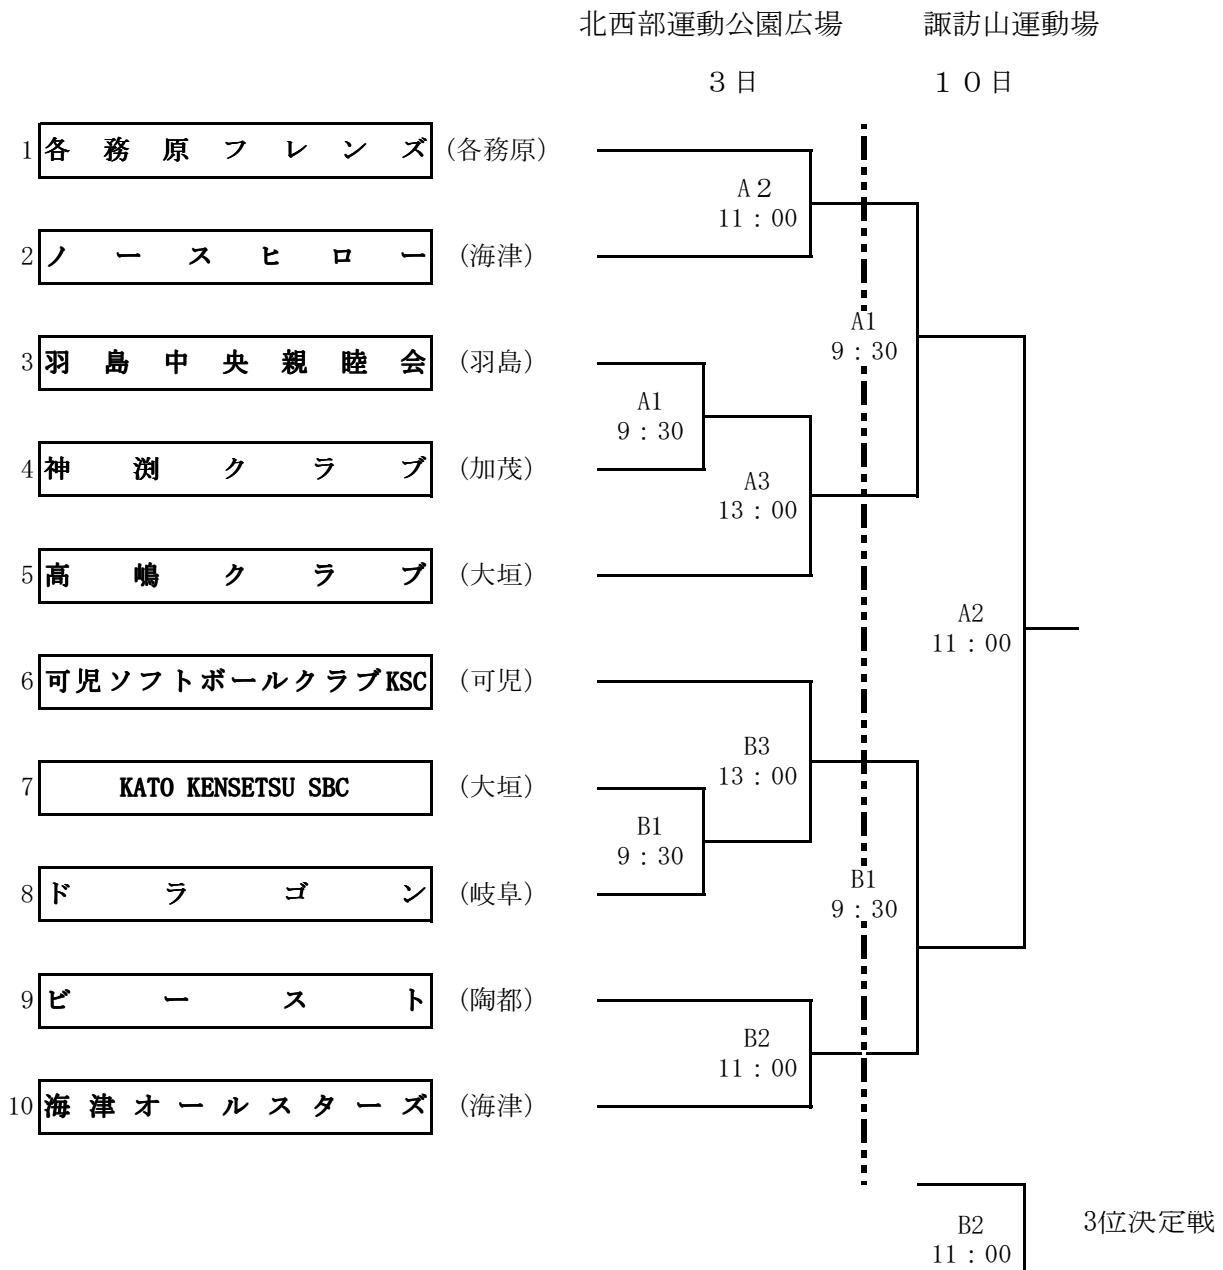 北西部運動公園広場 諏訪山運動場
３日 １０日
1 各務原フレンズ (各務原)
A２
11：00
2 ノースヒロー (海津)
A1
9：30
3 羽島中央親睦会 (羽島)
A1
9：30
4 神渕クラブ (加茂)
A3
13：00
5 高嶋クラブ (大垣)
A2
11：00
6 可児ソフトボールクラブKSC (可児)
B3
13：00
7 KATO KENSETSU SBC (大垣)
B1
9：30
8 ドラゴン (岐阜)
B1
9：30
9 ビースト (陶都)
B2
11：00
10 海津オールスターズ (海津)
B2
11：00
3位決定戦